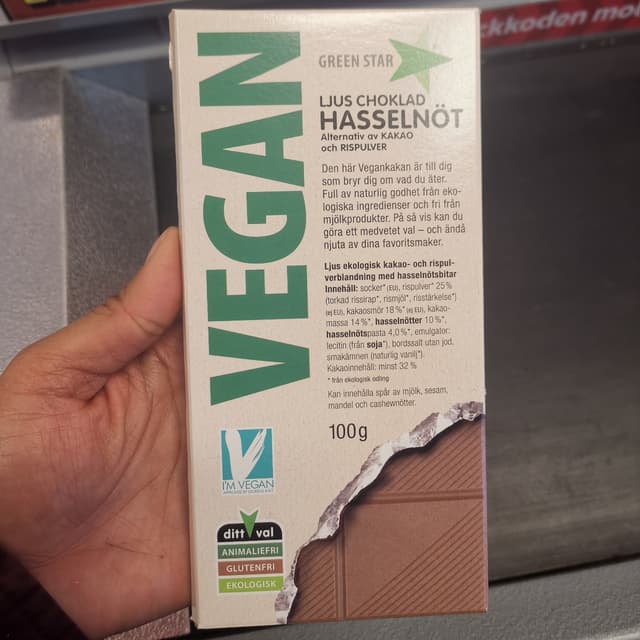 ckkoden mo
VEGAN
GREEN STAR
LJUS CHOKLAD
HASSELNÖT
Alternativ av KAKAO
och RISPULVER
Den här Vegankakan är till dig
som bryr dig om vad du äter.
Full av naturlig godhet från eko-
logiska ingredienser och fri från
mjölkprodukter. På så vis kan du
göra ett medvetet val – och ändå
njuta av dina favoritsmaker.
Ljus ekologisk kakao- och rispul-
verblandning med hasselnötsbitar
Innehåll: socker* (EU), rispulver* 25%
(torkad rissirap*, rismjöl*, risstärkelse*)
(ej EU), kakaosmör 18%* (ej EU), kakao-
massa 14%*, hasselnötter 10%*,
hasselnötspasta 4,0%*, emulgator:
lecitin (från soja*), bordssalt utan jod,
smakämnen (naturlig vanilj*).
Kakaoinnehåll: minst 32 %
* från ekologisk odling
Kan innehålla spår av mjölk, sesam,
mandel och cashewnötter.
100g
V
I'M VEGAN
ditt val
ANIMALIEFRI
GLUTENFRI
EKOLOGISK